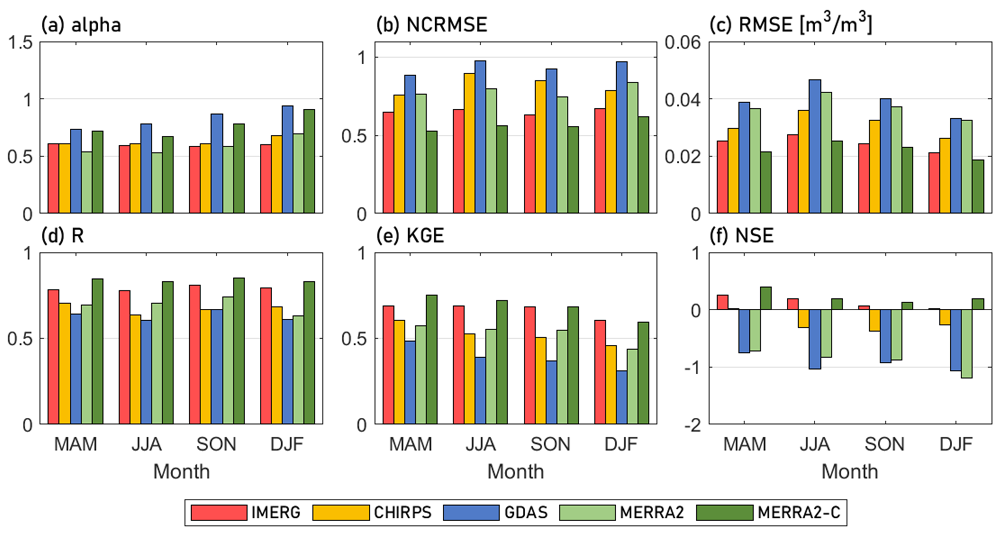 (a) alpha
1.5
1
0.5
0
(b) NCRMSE
1
0.5
0
(c) RMSE [m³/m³]
0.06
0.04
0.02
0
(d) R
1
0.5
0
MAM JJA SON DJF
Month
(e) KGE
1
0.5
0
MAM JJA SON DJF
Month
(f) NSE
1
0
-1
-2
MAM JJA SON DJF
Month
IMERG CHIRPS GDAS MERRA2 MERRA2-C